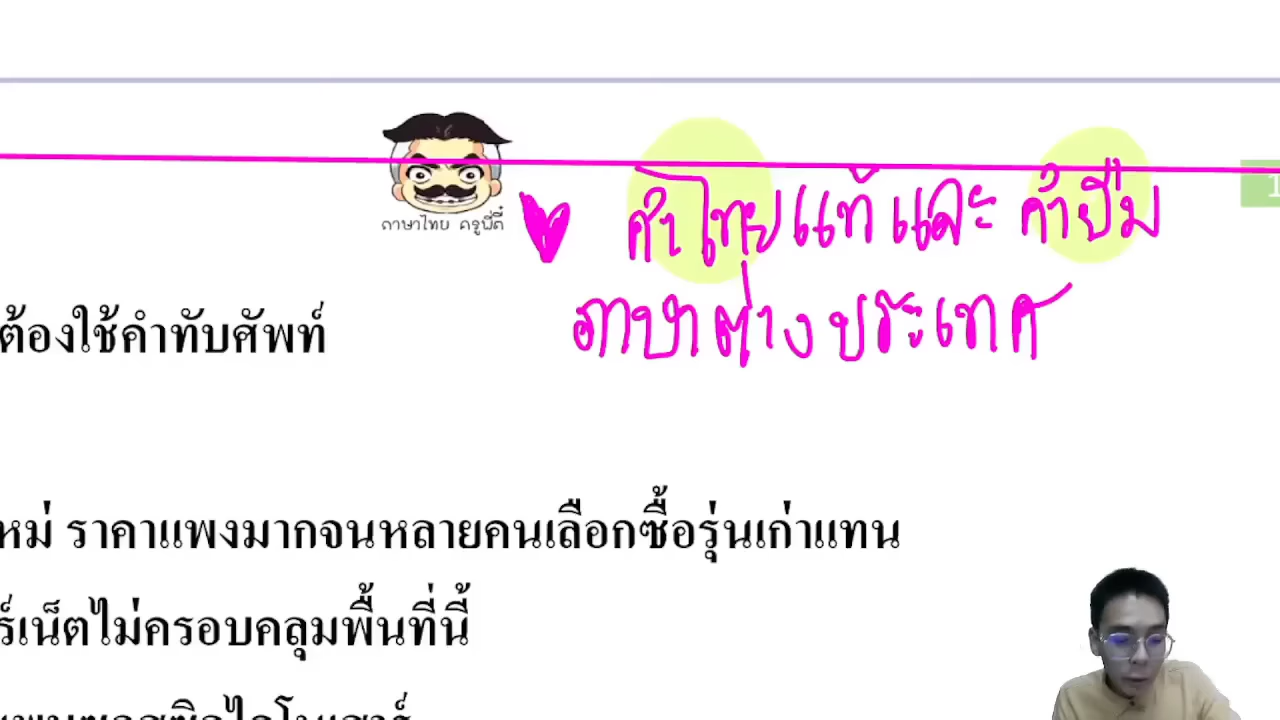 ภาษาไทย ครูพี่ตี้
คำไทยแท้ และ คำยืม
ภาษาต่างประเทศ
1
ต้องใช้คำทับศัพท์
หม่ ราคาแพงมากจนหลายคนเลือกซื้อรุ่นเก่าแทน
ร์เน็ตไม่ครอบคลุมพื้นที่นี้